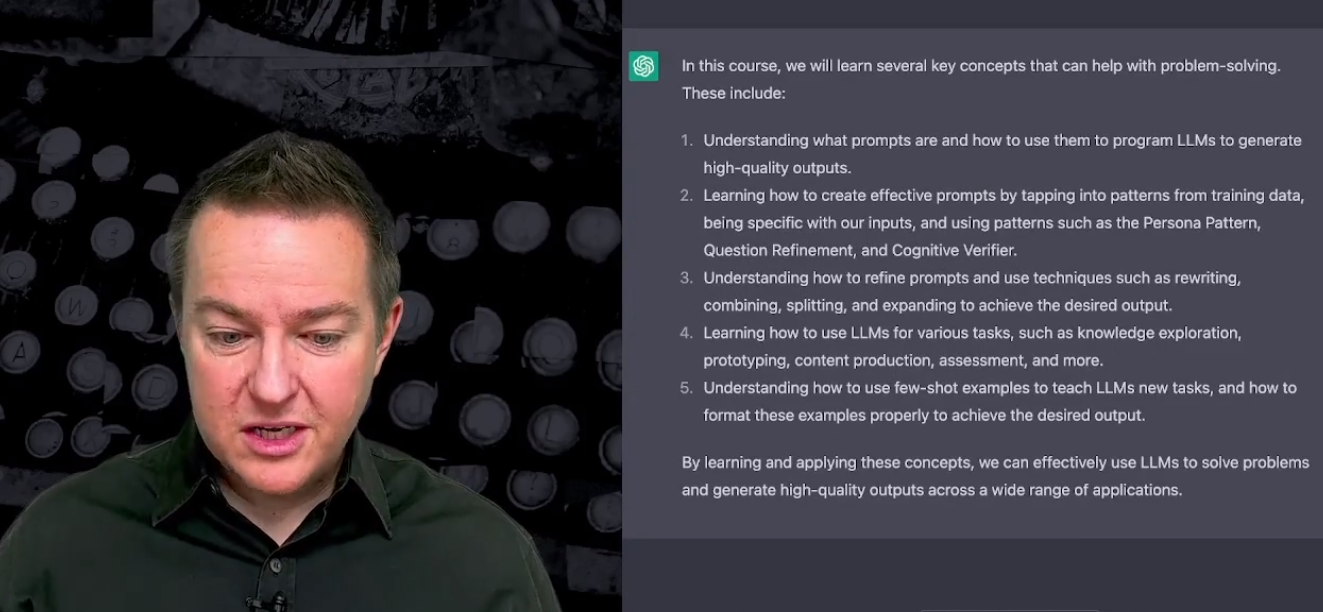 In this course, we will learn several key concepts that can help with problem-solving.
These include:
1. Understanding what prompts are and how to use them to program LLMs to generate
high-quality outputs.
2. Learning how to create effective prompts by tapping into patterns from training data,
being specific with our inputs, and using patterns such as the Persona Pattern,
Question Refinement, and Cognitive Verifier.
3. Understanding how to refine prompts and use techniques such as rewriting,
combining, splitting, and expanding to achieve the desired output.
4. Learning how to use LLMs for various tasks, such as knowledge exploration,
prototyping, content production, assessment, and more.
5. Understanding how to use few-shot examples to teach LLMs new tasks, and how to
format these examples properly to achieve the desired output.
By learning and applying these concepts, we can effectively use LLMs to solve problems
and generate high-quality outputs across a wide range of applications.